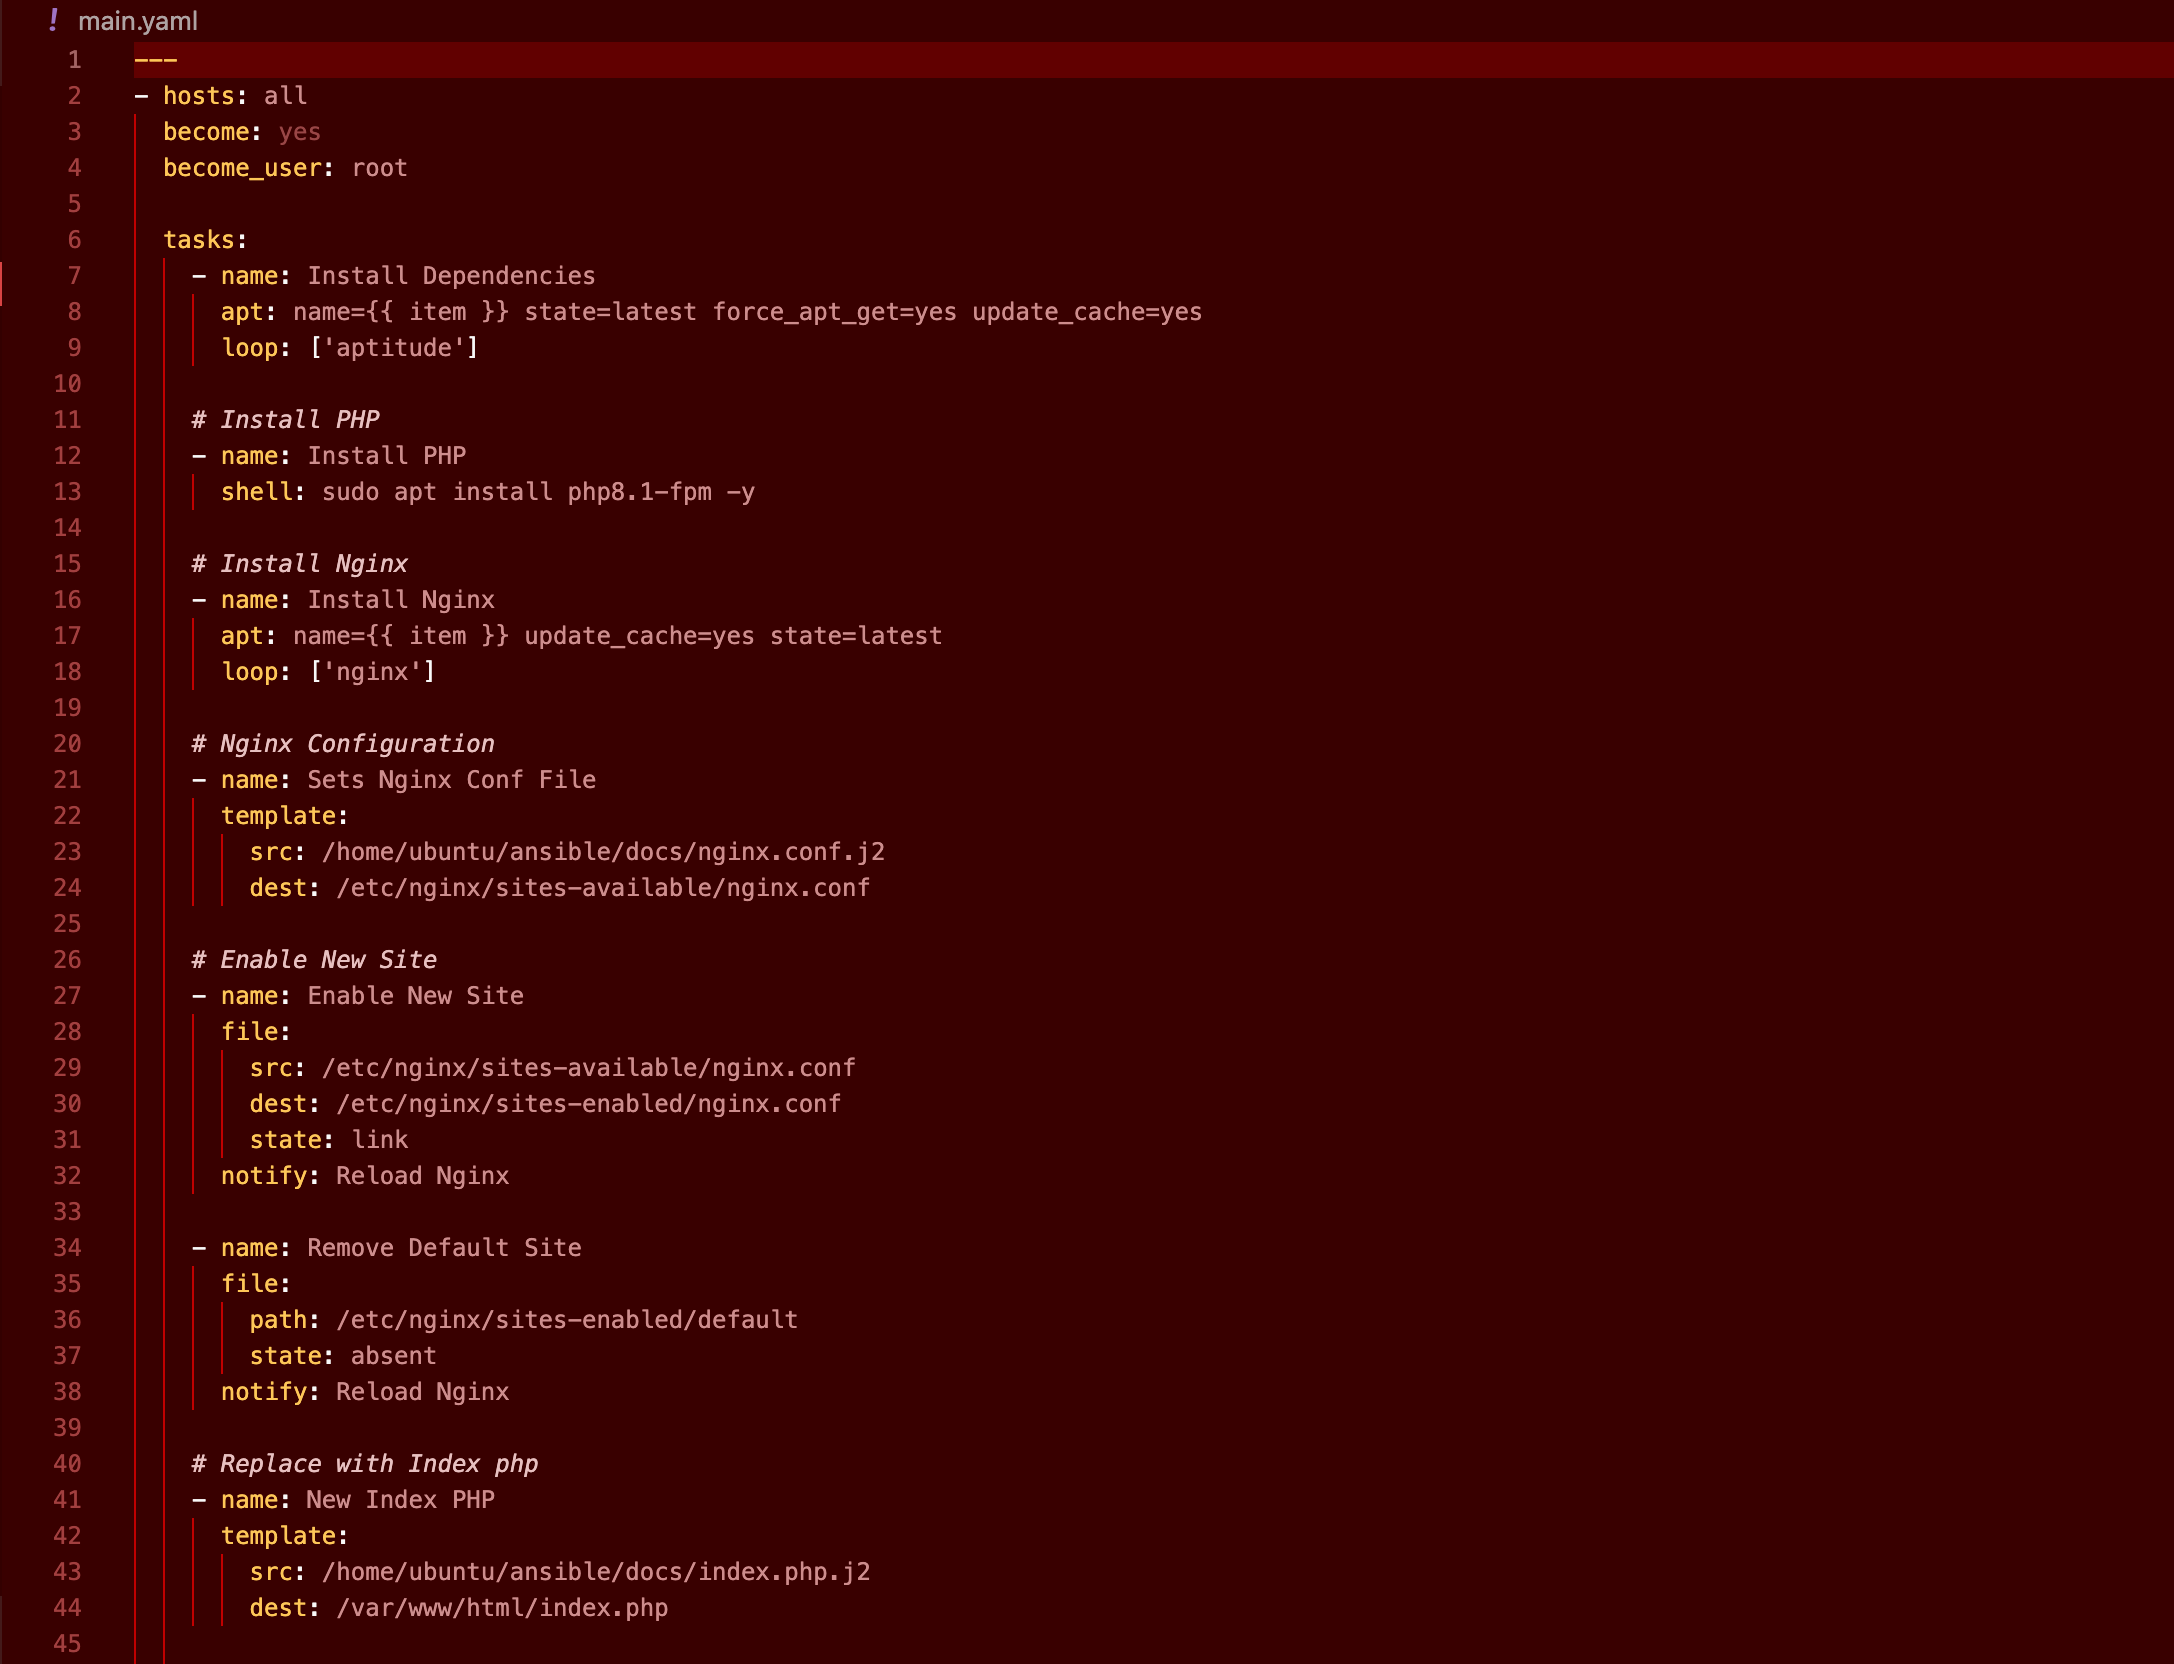 ! main.yaml
1 ---
2 - hosts: all
3   become: yes
4   become_user: root
5
6   tasks:
7     - name: Install Dependencies
8       apt: name={{ item }} state=latest force_apt_get=yes update_cache=yes
9       loop: ['aptitude']
10
11     # Install PHP
12     - name: Install PHP
13       shell: sudo apt install php8.1-fpm -y
14
15     # Install Nginx
16     - name: Install Nginx
17       apt: name={{ item }} update_cache=yes state=latest
18       loop: ['nginx']
19
20     # Nginx Configuration
21     - name: Sets Nginx Conf File
22       template:
23         src: /home/ubuntu/ansible/docs/nginx.conf.j2
24         dest: /etc/nginx/sites-available/nginx.conf
25
26     # Enable New Site
27     - name: Enable New Site
28       file:
29         src: /etc/nginx/sites-available/nginx.conf
30         dest: /etc/nginx/sites-enabled/nginx.conf
31         state: link
32       notify: Reload Nginx
33
34     - name: Remove Default Site
35       file:
36         path: /etc/nginx/sites-enabled/default
37         state: absent
38       notify: Reload Nginx
39
40     # Replace with Index php
41     - name: New Index PHP
42       template:
43         src: /home/ubuntu/ansible/docs/index.php.j2
44         dest: /var/www/html/index.php
45